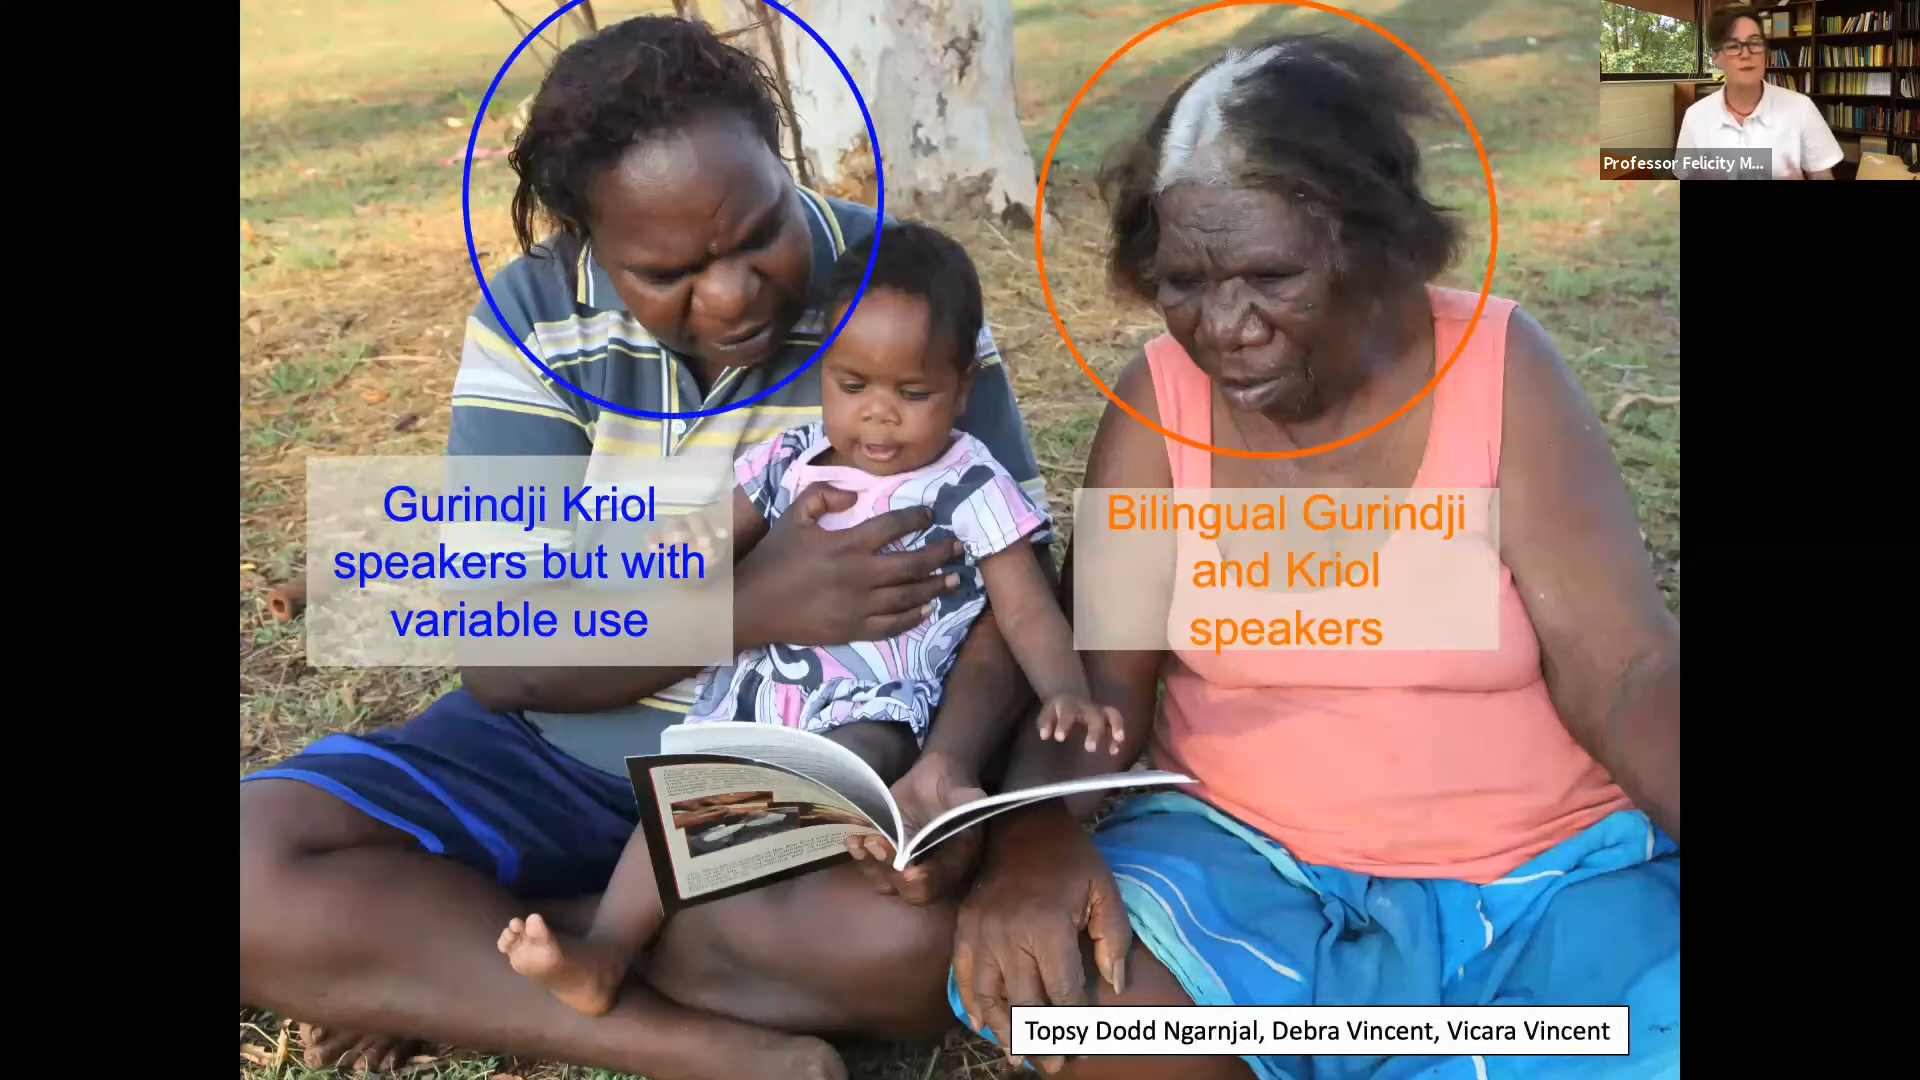 Professor Felicity M...
Gurindji Kriol
speakers but with
variable use
Bilingual Gurindji
and Kriol
speakers
Topsy Dodd Ngarnjal, Debra Vincent, Vicara Vincent